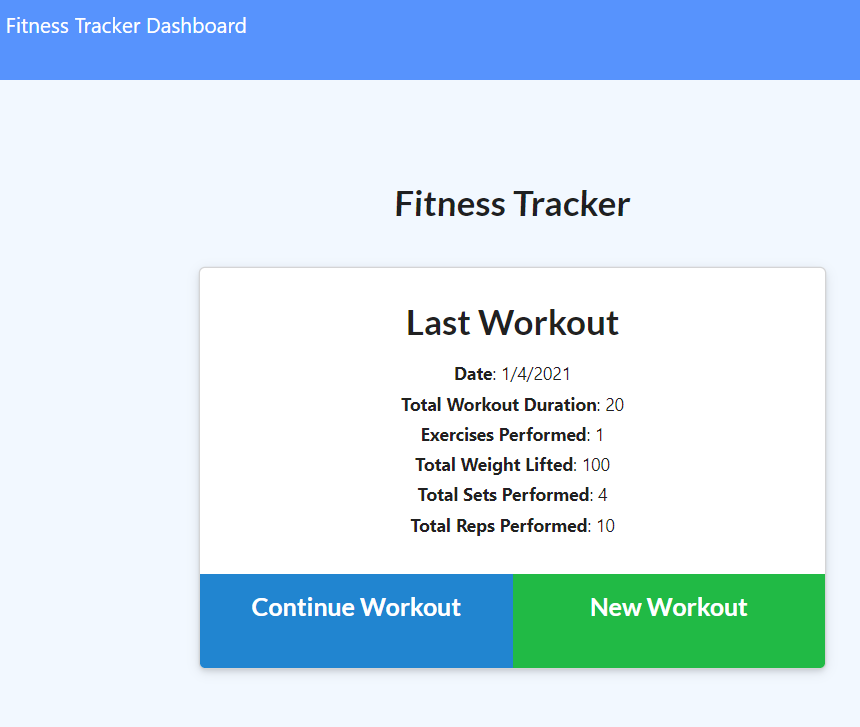 Fitness Tracker Dashboard
Fitness Tracker
Last Workout
Date: 1/4/2021
Total Workout Duration: 20
Exercises Performed: 1
Total Weight Lifted: 100
Total Sets Performed: 4
Total Reps Performed: 10
Continue Workout
New Workout